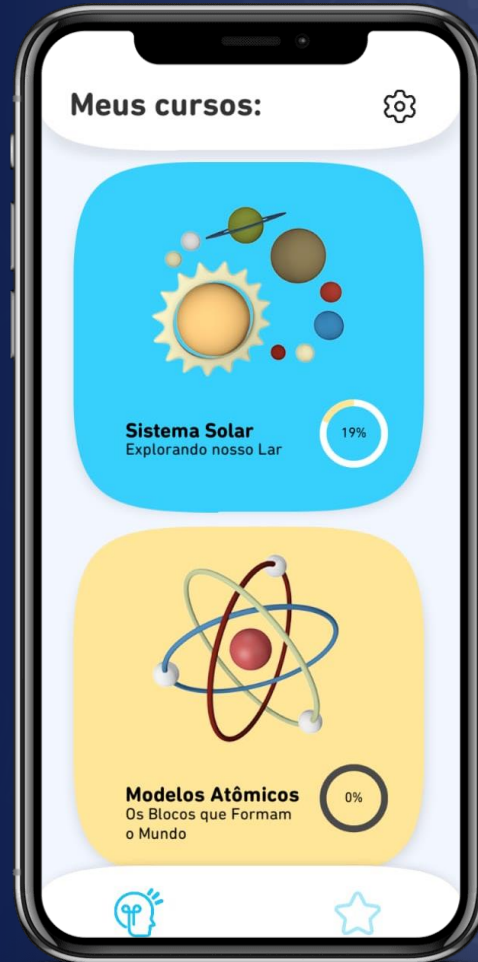 Meus cursos:
Sistema Solar
Explorando nosso Lar
19%
Modelos Atômicos
Os Blocos que Formam
o Mundo
0%